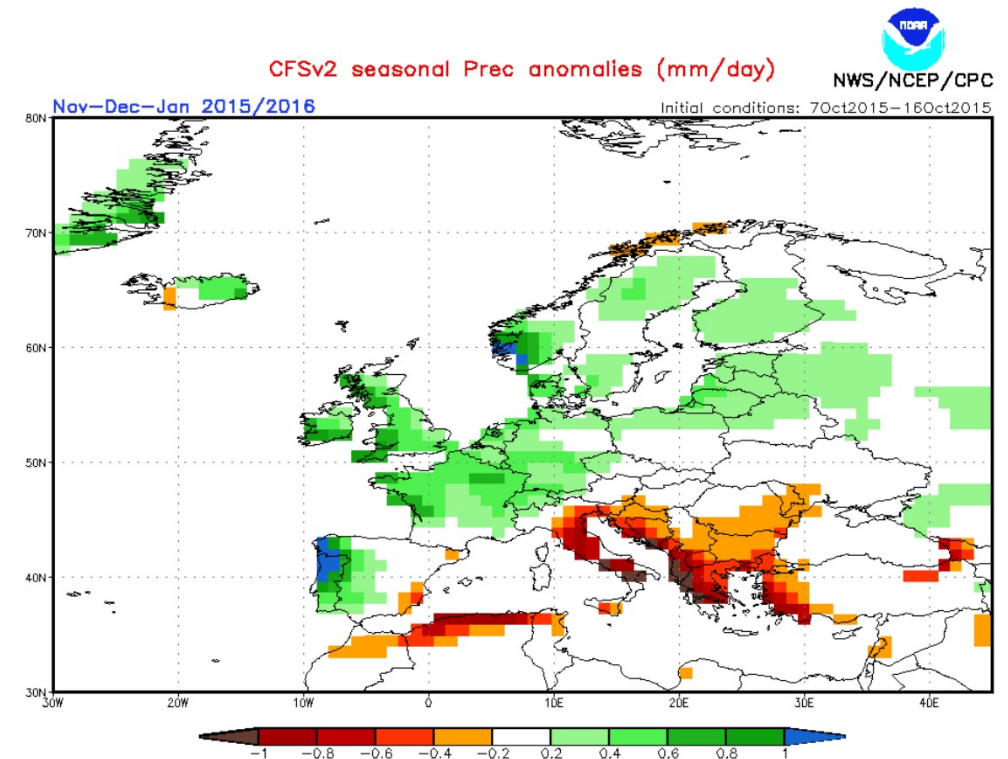 NOAA
CFSv2 seasonal Prec anomalies (mm/day)
NWS/NCEP/CPC
Nov-Dec-Jan 2015/2016
Initial conditions: 7Oct2015-16Oct2015
80N
70N
60N
50N
40N
30N
30W 20W 10W 0 10E 20E 30E 40E
-1 -0.8 -0.6 -0.4 -0.2 0.2 0.4 0.6 0.8 1